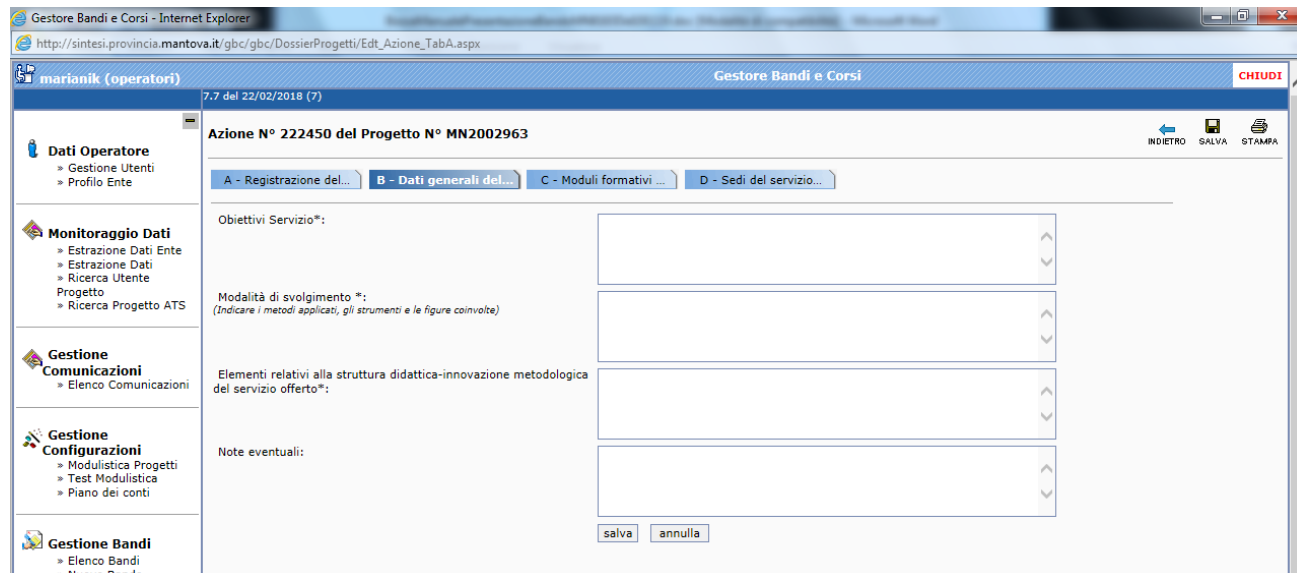 Gestore Bandi e Corsi - Internet Explorer
http://sintesi.provincia.mantova.it/gbc/gbc/DossierProgetti/Edt_Azione_TabA.aspx
marianik (operatori)
Gestore Bandi e Corsi
CHIUDI
7.7 del 22/02/2018 (7)
Azione N° 222450 del Progetto N° MN2002963
INDIETRO SALVA STAMPA
A - Registrazione del...
B - Dati generali del...
C - Moduli formativi ...
D - Sedi del servizio...
Dati Operatore
» Gestione Utenti
» Profilo Ente
Monitoraggio Dati
» Estrazione Dati Ente
» Estrazione Dati
» Ricerca Utente
Progetto
» Ricerca Progetto ATS
Gestione
Comunicazioni
» Elenco Comunicazioni
Gestione
Configurazioni
» Modulistica Progetti
» Test Modulistica
» Piano dei conti
Gestione Bandi
» Elenco Bandi
Obiettivi Servizio*:
Modalità di svolgimento *:
(Indicare i metodi applicati, gli strumenti e le figure coinvolte)
Elementi relativi alla struttura didattica-innovazione metodologica
del servizio offerto*:
Note eventuali:
salva annulla